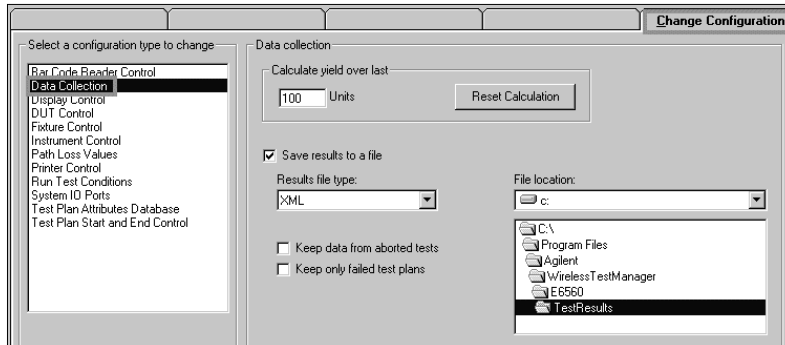 Change Configuration
Select a configuration type to change
Bar Code Reader Control
Data Collection
Display Control
DUT Control
Fixture Control
Instrument Control
Path Loss Values
Printer Control
Run Test Conditions
System IO Ports
Test Plan Attributes Database
Test Plan Start and End Control
Data collection
Calculate yield over last
100 Units Reset Calculation
Save results to a file
Results file type:
XML
Keep data from aborted tests
Keep only failed test plans
File location:
c:
C:\
Program Files
Agilent
WirelessTestManager
E6560
TestResults